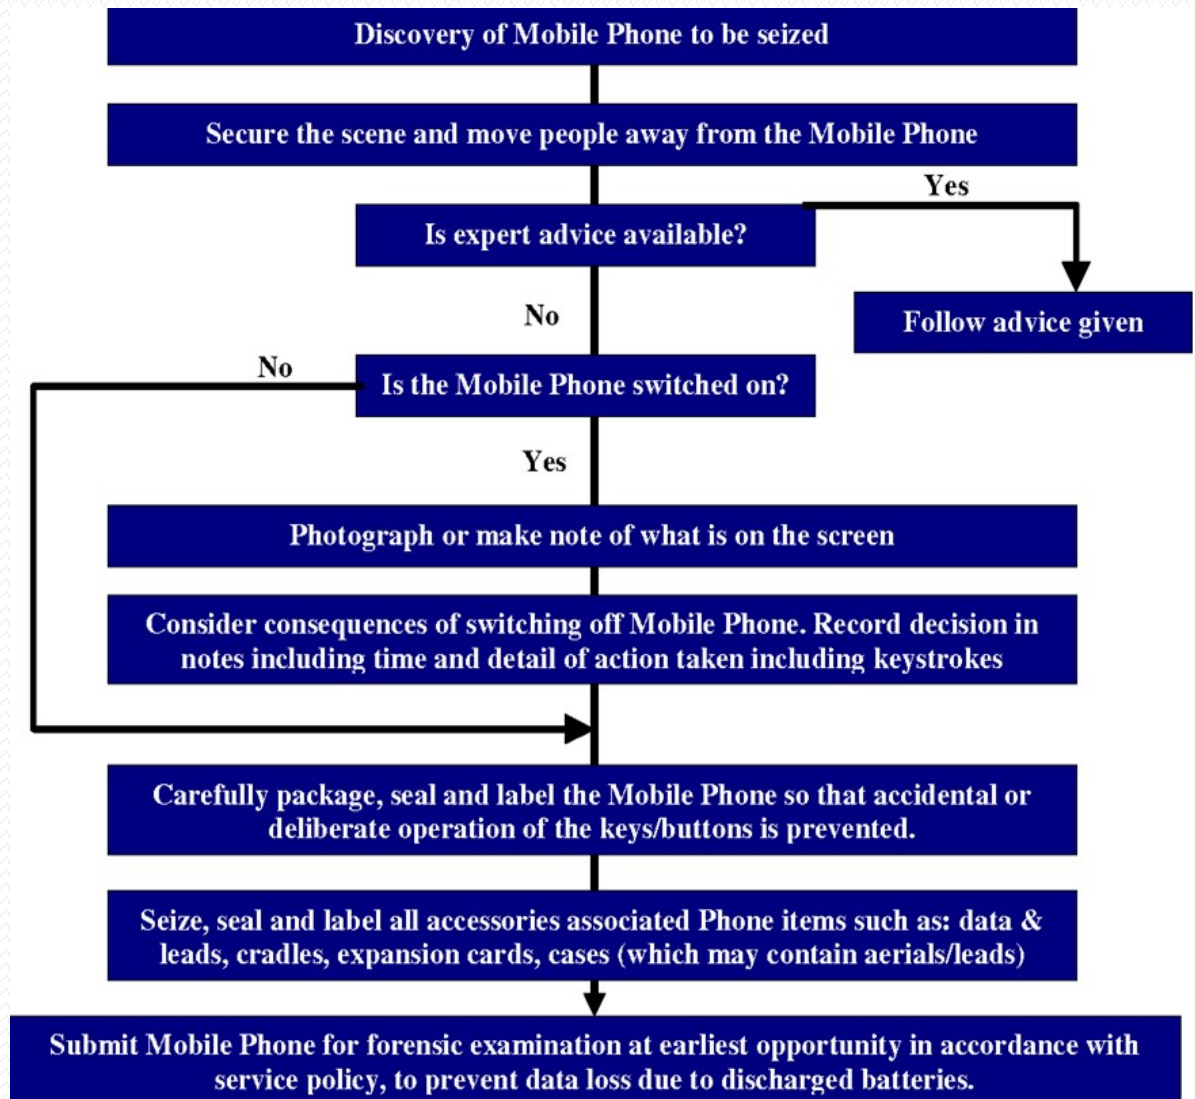 Discovery of Mobile Phone to be seized
Secure the scene and move people away from the Mobile Phone
Yes
Is expert advice available?
No
Follow advice given
No
Is the Mobile Phone switched on?
Yes
Photograph or make note of what is on the screen
Consider consequences of switching off Mobile Phone. Record decision in
notes including time and detail of action taken including keystrokes
Carefully package, seal and label the Mobile Phone so that accidental or
deliberate operation of the keys/buttons is prevented.
Seize, seal and label all accessories associated Phone items such as: data &
leads, cradles, expansion cards, cases (which may contain aerials/leads)
Submit Mobile Phone for forensic examination at earliest opportunity in accordance with
service policy, to prevent data loss due to discharged batteries.